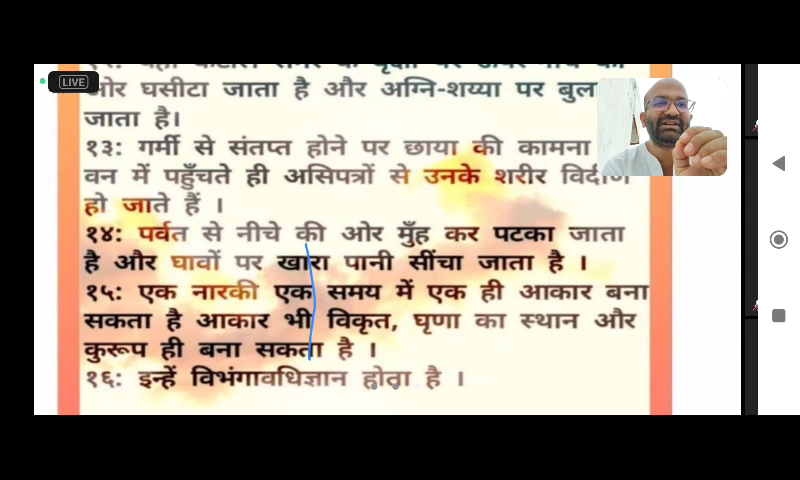 LIVE
ओर घसीटा जाता है और अग्नि-शय्या पर
जाता है।
१३: गर्मी से संतप्त होने पर छाया की कामना
वन में पहुँचते ही असिपत्रों से उनके शरीर
हो जाते हैं ।
१४: पर्वत से नीचे की ओर मुँह कर पटका जाता
है और घावों पर खारा पानी सींचा जाता है ।
१५: एक नारकी एक समय में एक ही आकार बना
सकता है आकार भी विकृत, घृणा का स्थान और
कुरूप ही बना सकता है ।
१६: इन्हें विभंगावधिज्ञान होता है ।